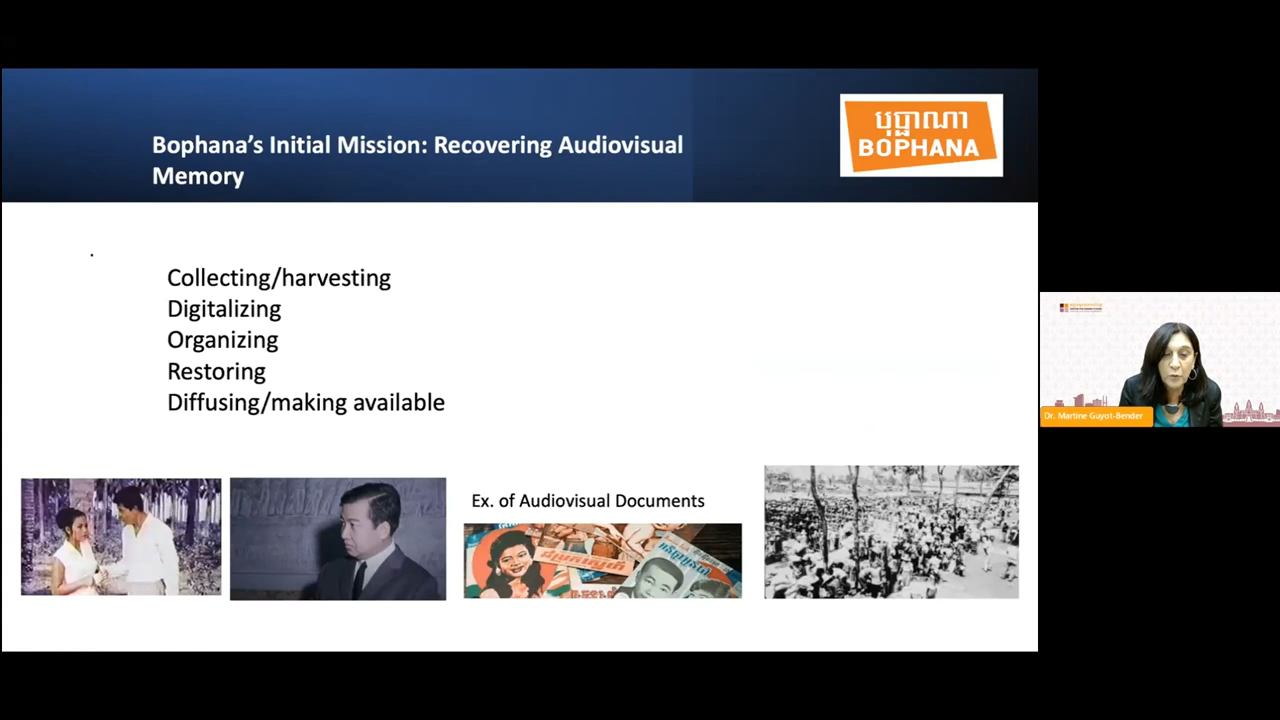 Bophana's Initial Mission: Recovering Audiovisual
Memory
បុប្ផាណា
BOPHANA
.
Collecting/harvesting
Digitalizing
Organizing
Restoring
Diffusing/making available
Ex. of Audiovisual Documents
Dr. Martine Guyot-Bender